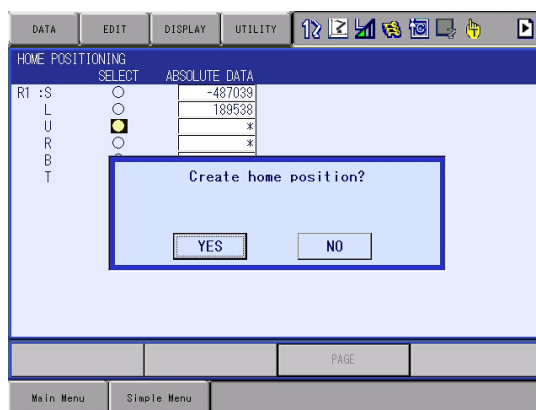 DATA EDIT DISPLAY UTILITY
HOME POSITIONING
SELECT ABSOLUTE DATA
R1 :S -487039
L 189538
U *
R *
B
T
Create home position?
YES NO
PAGE
Main Menu Simple Menu